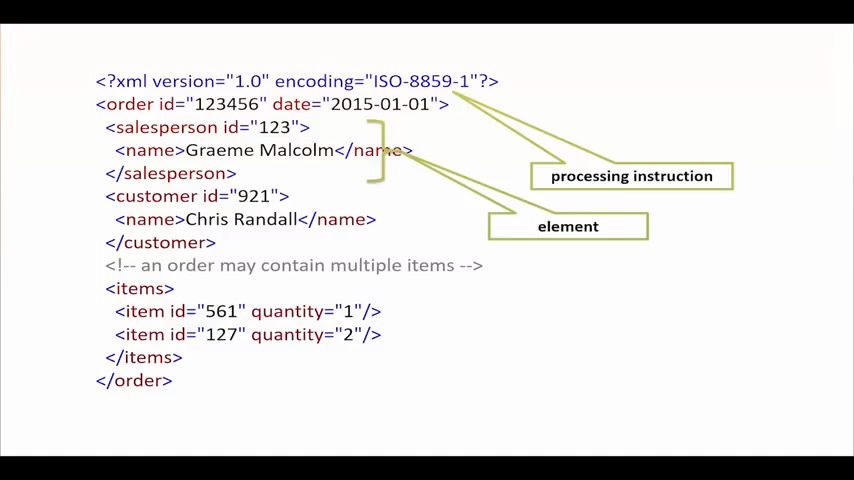 <?xml version="1.0" encoding="ISO-8859-1"?>
<order id="123456" date="2015-01-01">
<salesperson id="123">
<name>Graeme Malcolm</name>
</salesperson>
processing instruction
<customer id="921">
<name>Chris Randall</name>
element
</customer>
<!-- an order may contain multiple items -->
<items>
<item id="561" quantity="1"/>
<item id="127" quantity="2"/>
</items>
</order>